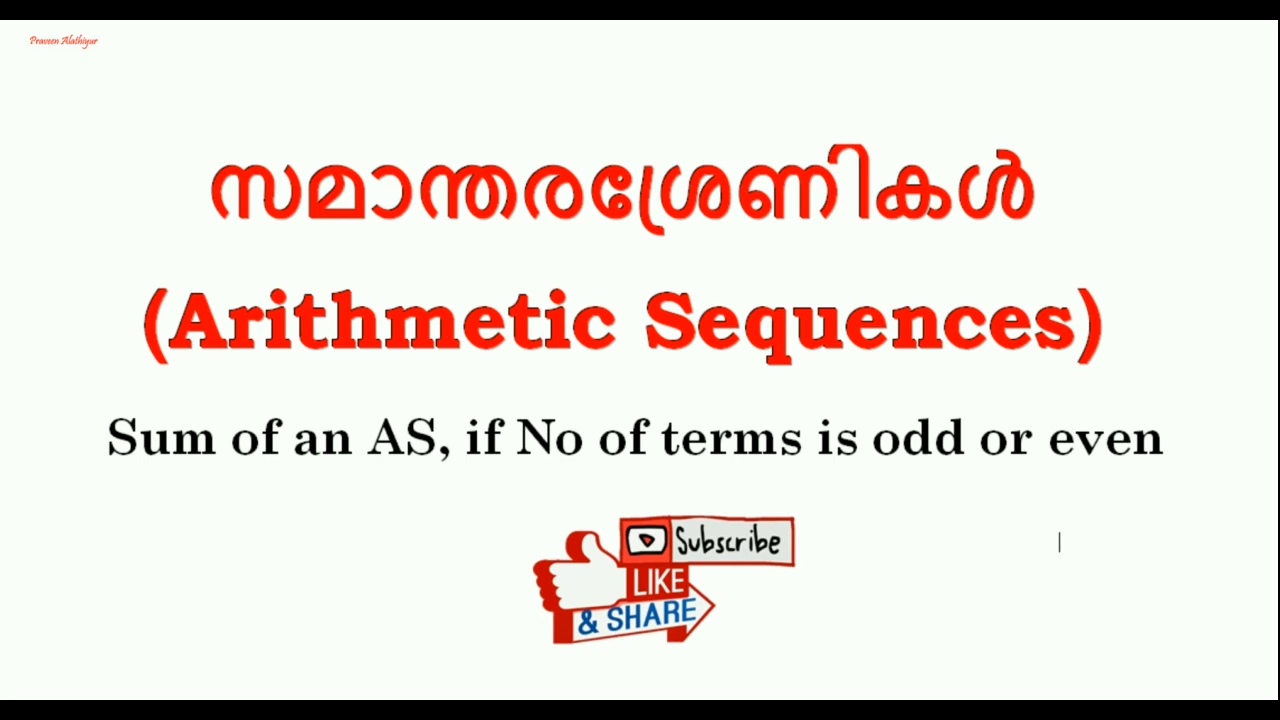 Praveen Alathiyur
സമാന്തരശ്രേണികൾ
(Arithmetic Sequences)
Sum of an AS, if No of terms is odd or even
Subscribe
LIKE
& SHARE